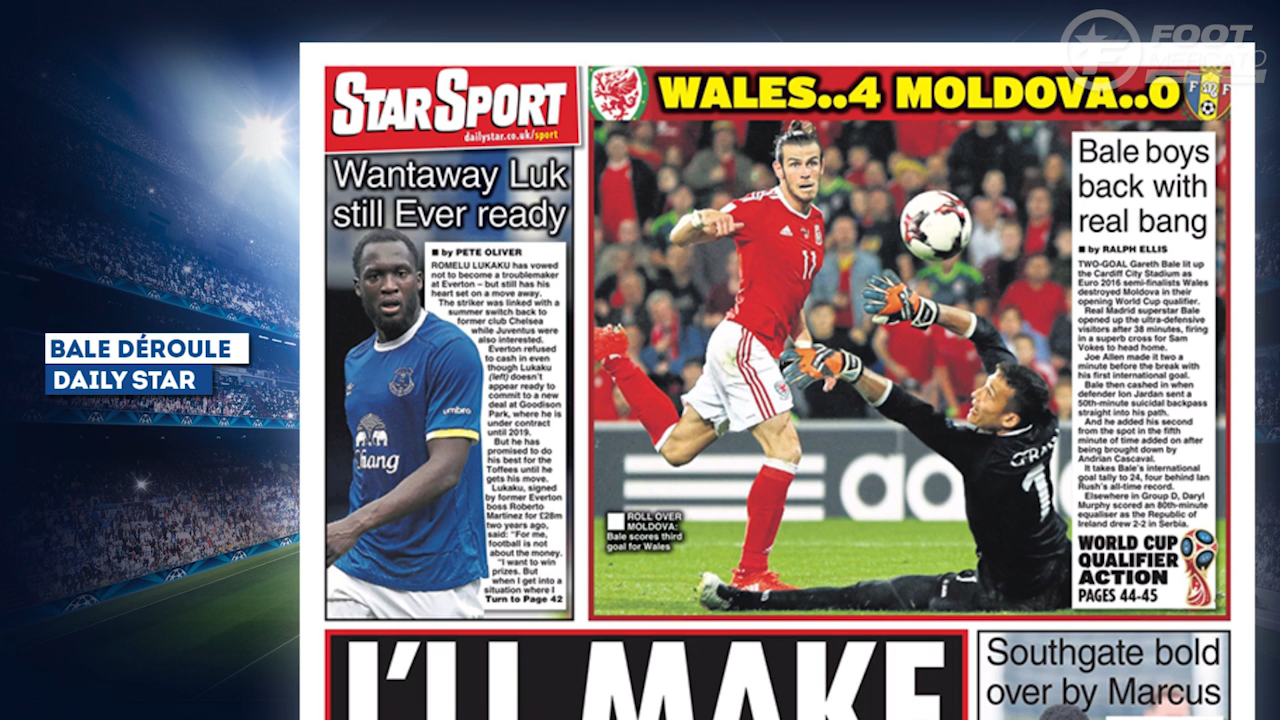 FOOT
MERCATO
BALE DÉROULE
DAILY STAR
STAR SPORT
dailystar.co.uk/sport
WALES..4 MOLDOVA..0
Wantaway Luk
still Ever ready
■ by PETE OLIVER
ROMELU LUKAKU has vowed
not to become a troublemaker
at Everton – but still has his
heart set on a move away.
The striker was linked with a
summer switch back to
former club Chelsea
while Juventus were
also interested.
Everton refused
to cash in even
though Lukaku
(left) doesn't
appear ready to
commit to a new
deal at Goodison
Park, where he is
under contract
until 2019.
But he has
promised to do
his best for the
Toffees until he
gets his move.
Lukaku, signed
by former Everton
boss Roberto
Martinez for £28m
two years ago,
said: “For me,
football is not
about the money.
“I want to win
prizes. But
when I get into a
situation where I
Turn to Page 42
umbro
Chang
11
ROLL OVER
MOLDOVA:
Bale scores third
goal for Wales
1
Bale boys
back with
real bang
■ by RALPH ELLIS
TWO-GOAL Gareth Bale lit up
the Cardiff City Stadium as
Euro 2016 semi-finalists Wales
destroyed Moldova in their
opening World Cup qualifier.
Real Madrid superstar Bale
opened up the ultra-defensive
visitors after 38 minutes, firing
in a superb cross for Sam
Vokes to head home.
Joe Allen made it two a
minute before the break with
his first international goal.
Bale then cashed in when
defender Ion Jardan sent a
50th-minute suicidal backpass
straight into his path.
And he added his second
from the spot in the fifth
minute of time added on after
being brought down by
Andrian Cascaval.
It takes Bale's international
goal tally to 24, four behind Ian
Rush's all-time record.
Elsewhere in Group D, Daryl
Murphy scored an 80th-minute
equaliser as the Republic of
Ireland drew 2-2 in Serbia.
WORLD CUP
QUALIFIER
ACTION
PAGES 44-45
I'LL MAKE
Southgate bold
over by Marcus